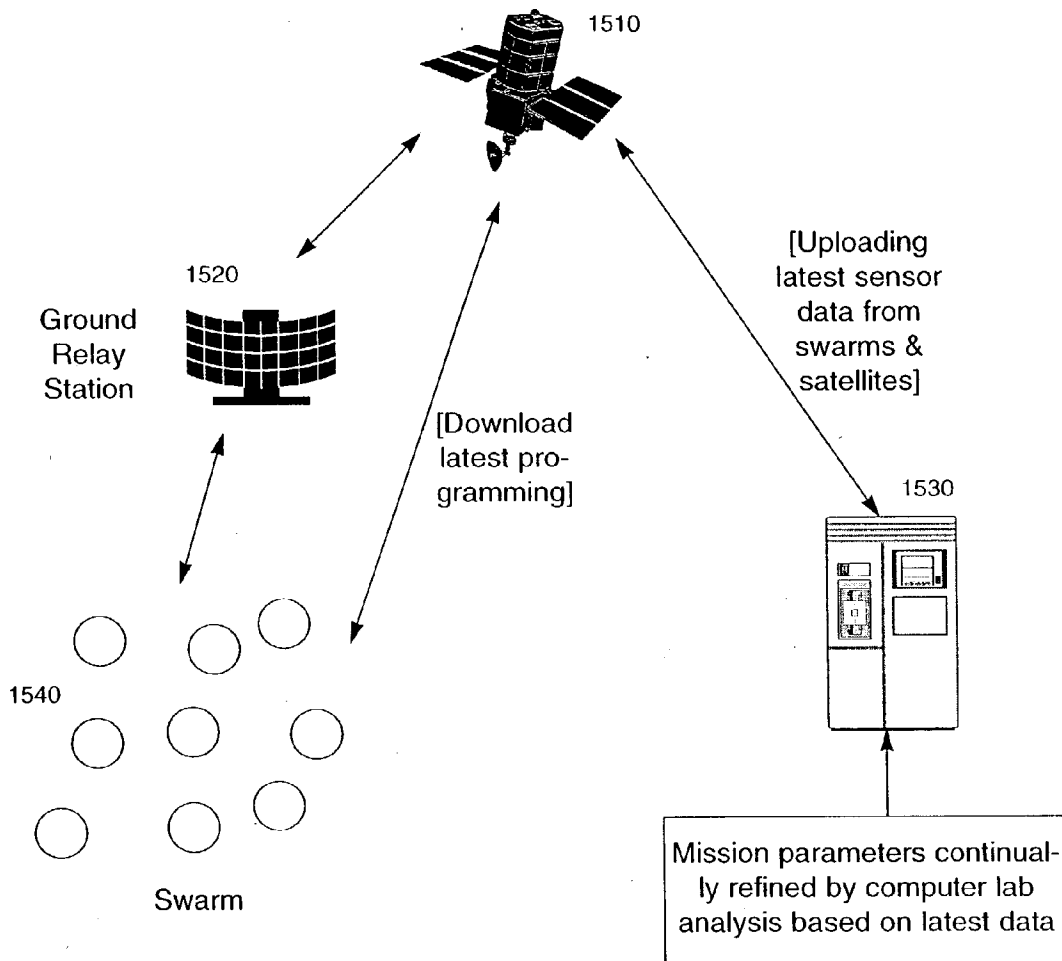 1510
1520
Ground
Relay
Station
[Uploading
latest sensor
data from
swarms &
satellites]
[Download
latest pro-
gramming]
1530
1540
Swarm
Mission parameters continual-
ly refined by computer lab
analysis based on latest data